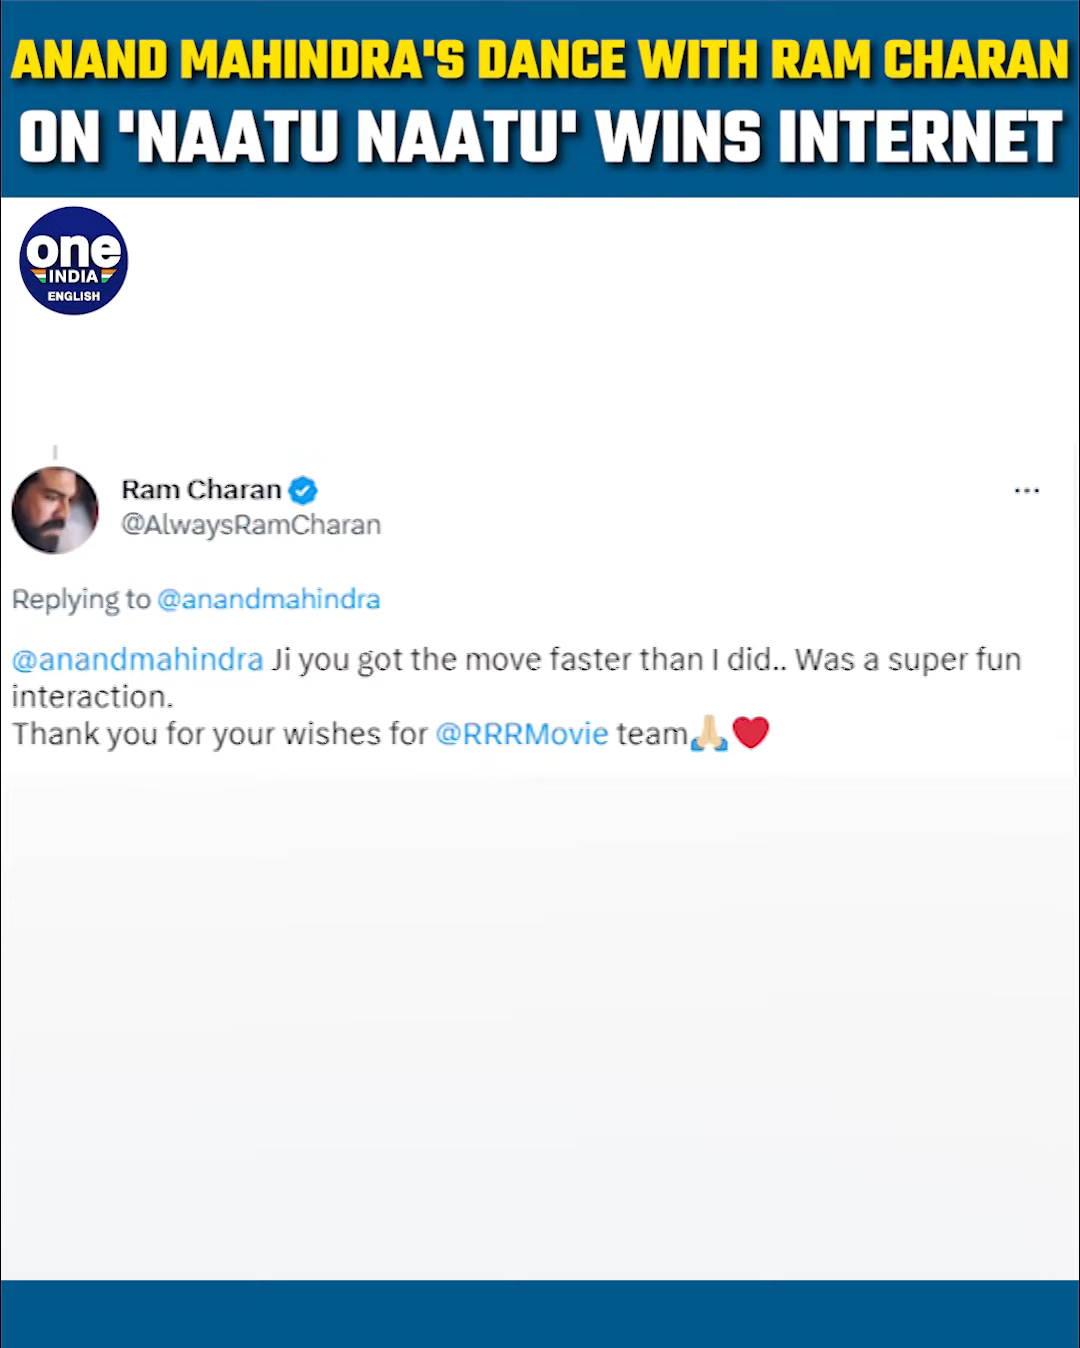 ANAND MAHINDRA'S DANCE WITH RAM CHARAN
ON 'NAATU NAATU' WINS INTERNET
one
INDIA
ENGLISH
Ram Charan
@AlwaysRamCharan
Replying to @anandmahindra
@anandmahindra Ji you got the move faster than I did.. Was a super fun
interaction.
Thank you for your wishes for @RRRMovie team🙏🏼❤️